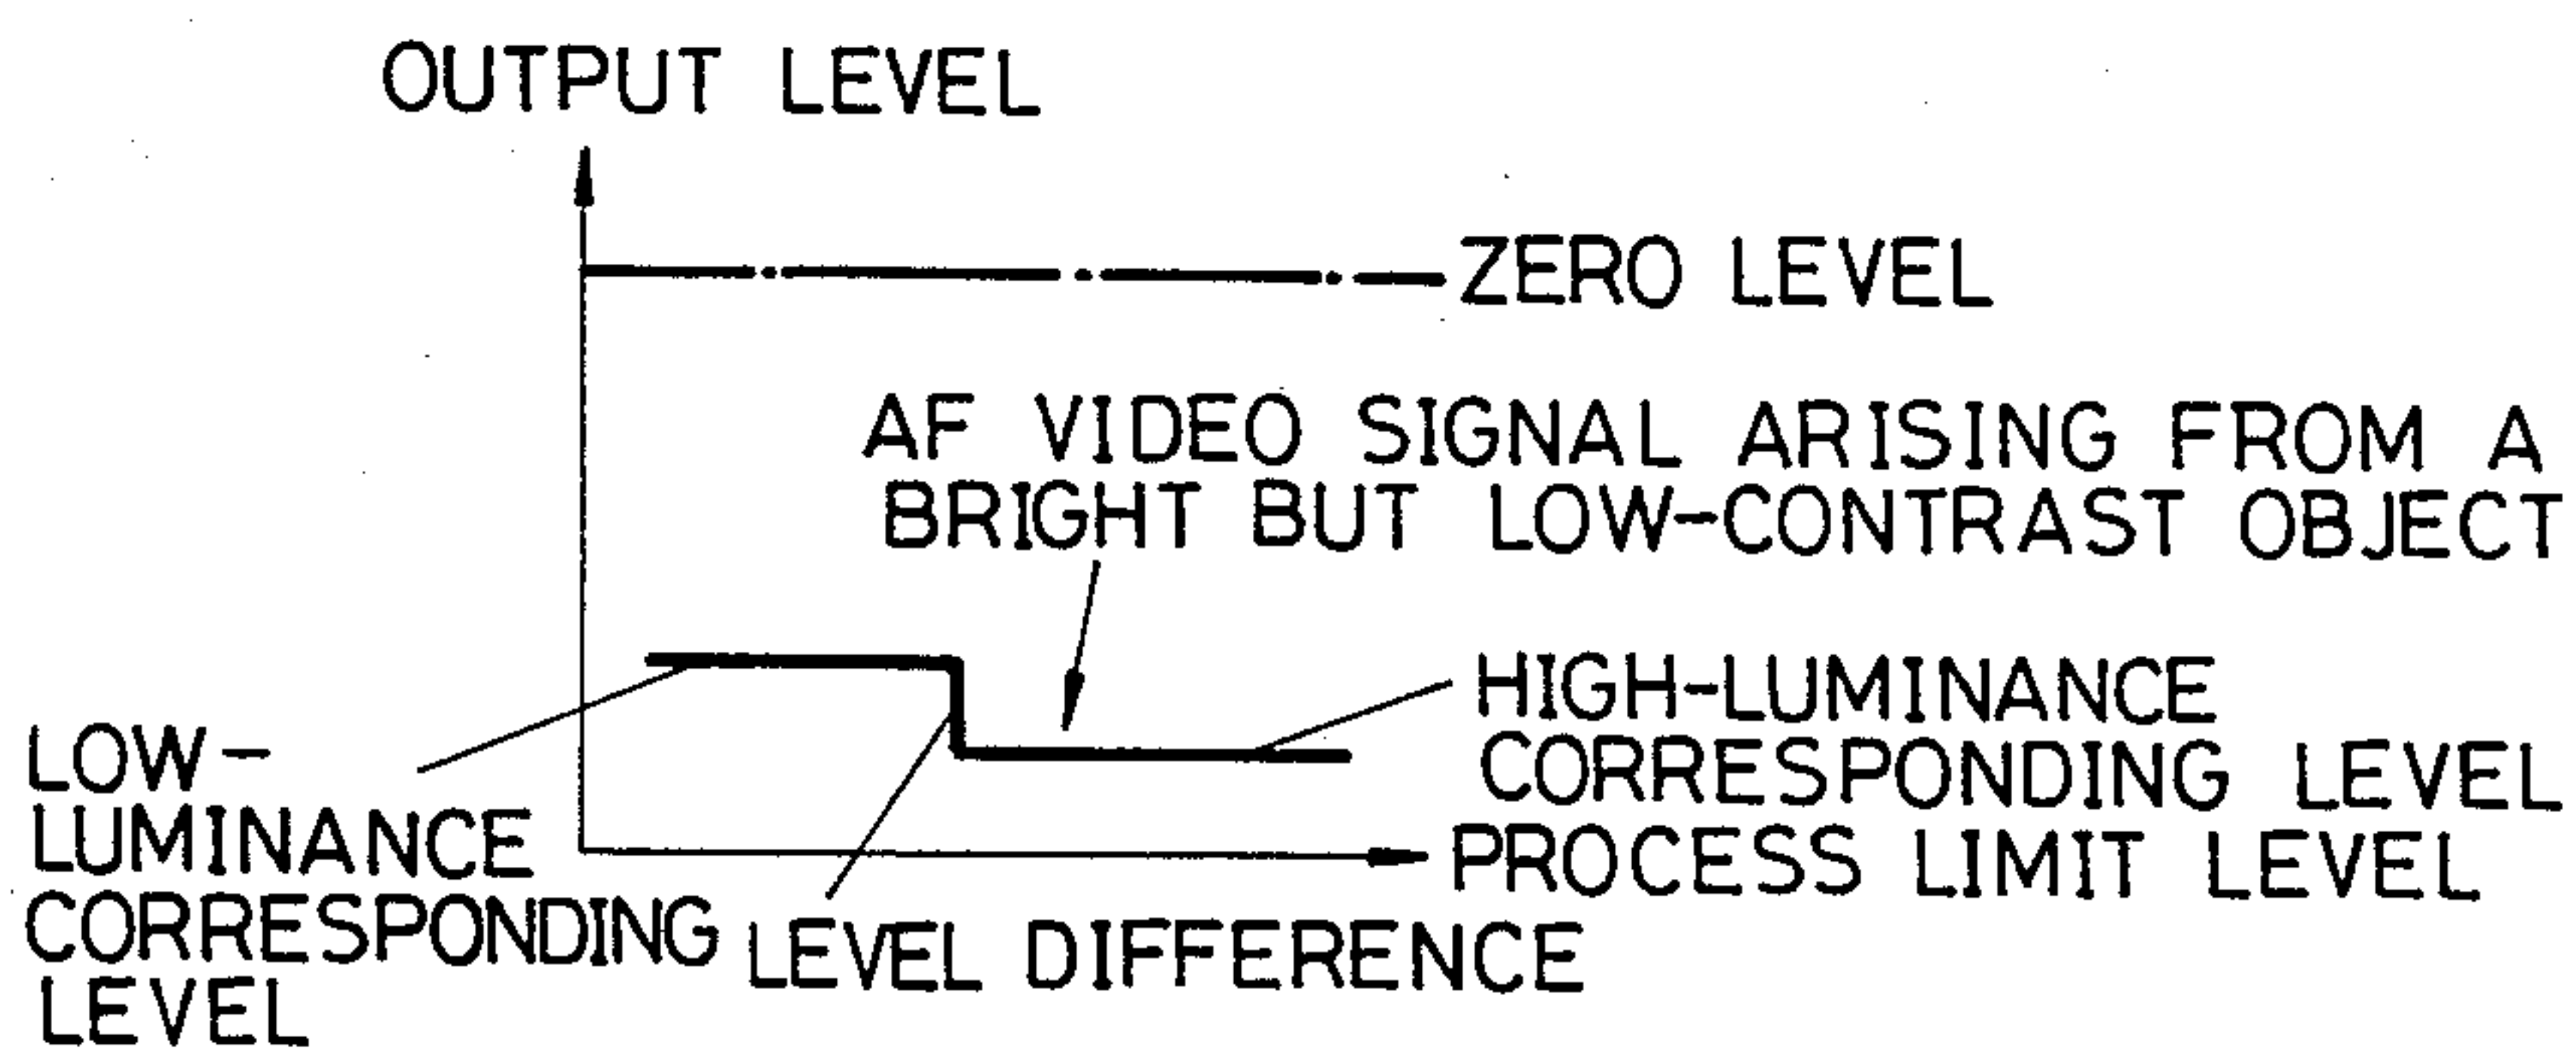 OUTPUT LEVEL
ZERO LEVEL
AF VIDEO SIGNAL ARISING FROM A
BRIGHT BUT LOW-CONTRAST OBJECT
HIGH-LUMINANCE
CORRESPONDING LEVEL
PROCESS LIMIT LEVEL
LOW-
LUMINANCE
CORRESPONDING
LEVEL
LEVEL DIFFERENCE